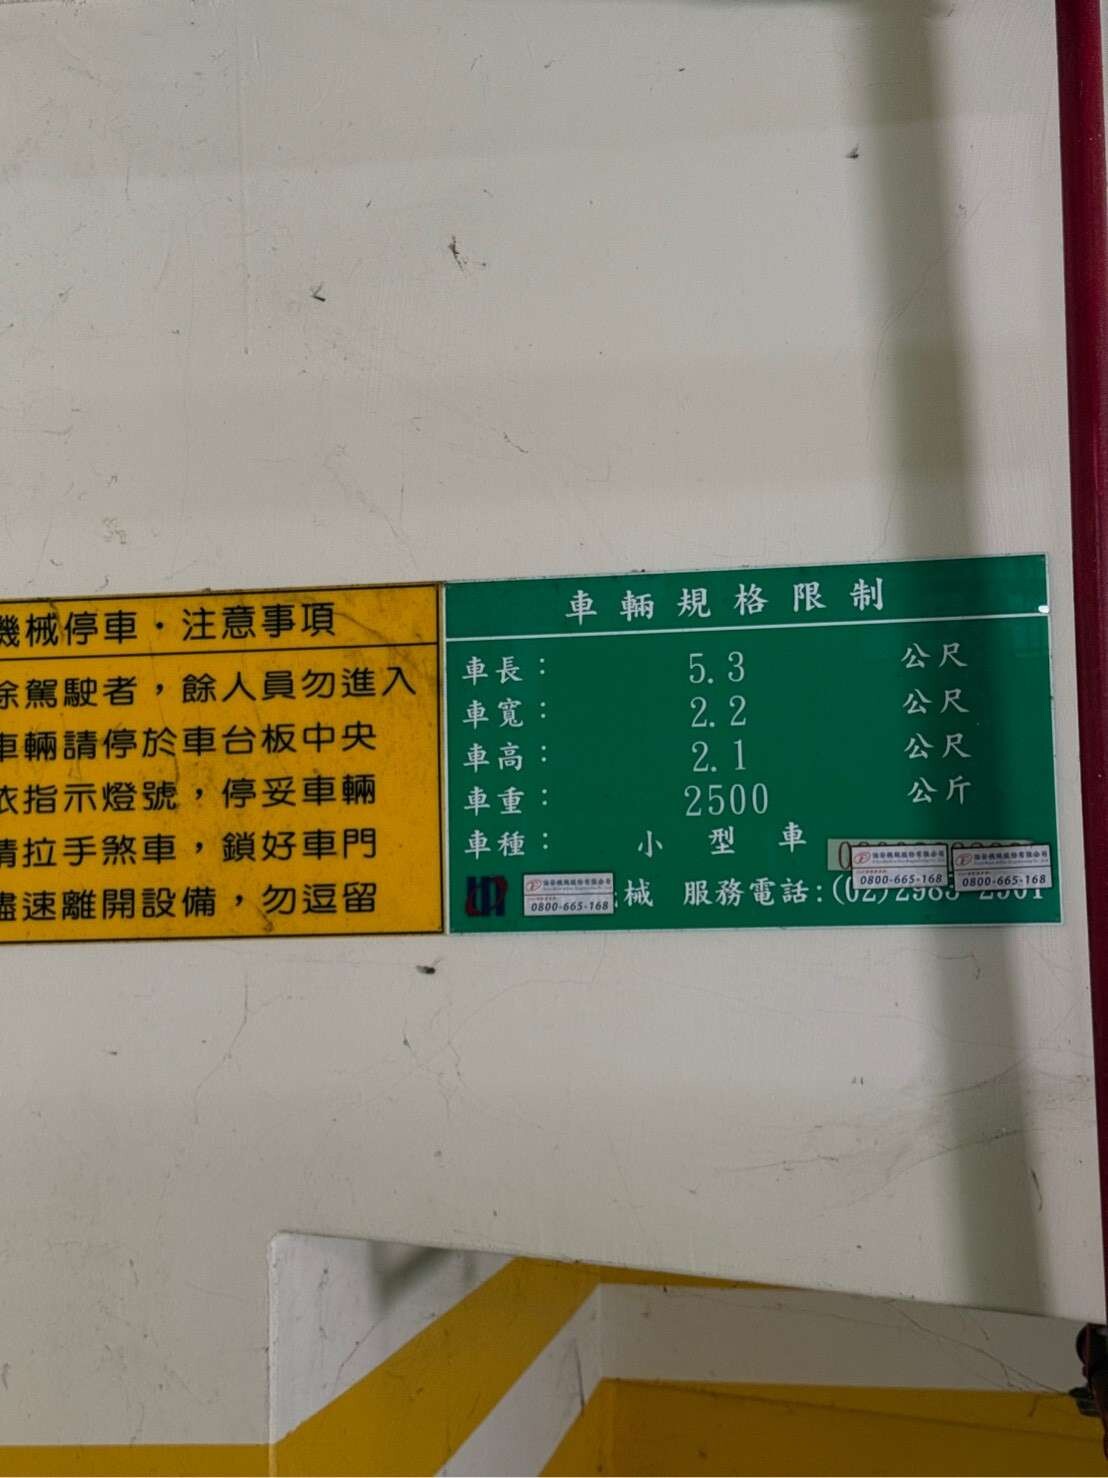 機械停車・注意事項
除駕駛者，餘人員勿進入
車輛請停於車台板中央
依指示燈號，停妥車輛
請拉手煞車，鎖好車門
儘速離開設備，勿逗留
車輛規格限制
車長： 5.3 公尺
車寬： 2.2 公尺
車高： 2.1 公尺
車重： 2500 公斤
車種： 小型車
0800-665-168
械 服務電話:(02)2983-2901
0800-665-168
0800-665-168